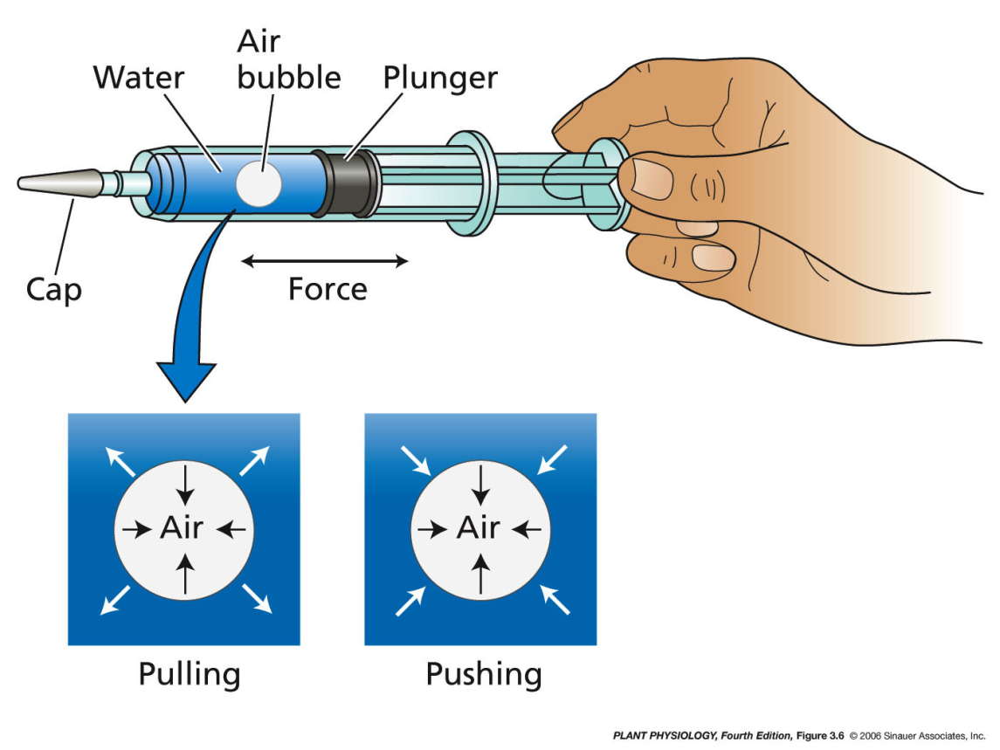 Air
bubble
Water
Plunger
Cap
Force
Air
Air
Pulling
Pushing
PLANT PHYSIOLOGY, Fourth Edition, Figure 3.6 © 2006 Sinauer Associates, Inc.